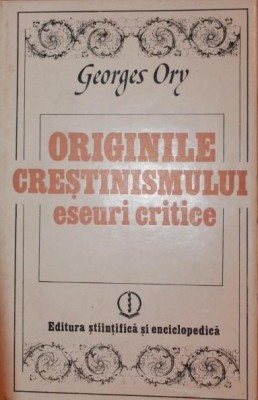 Georges Ory
ORIGINILE
CREȘTINISMULUI
eseuri critice
Editura științifică și enciclopedică